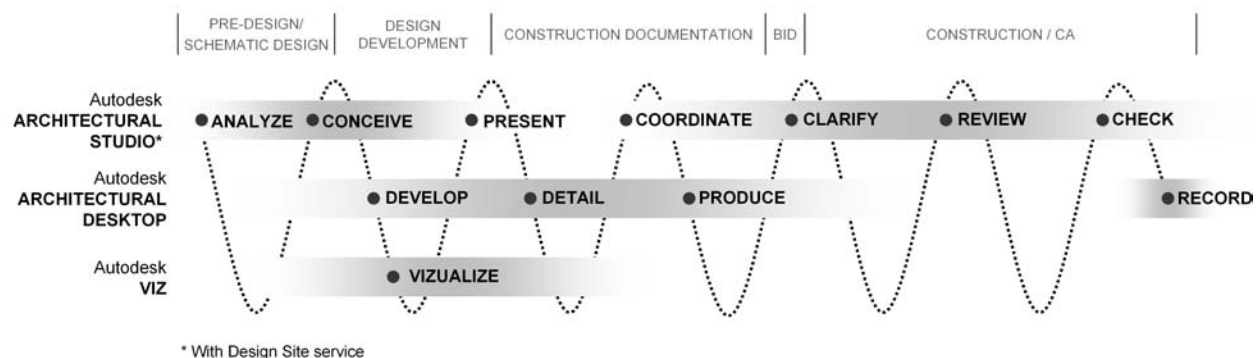 PRE-DESIGN/
SCHEMATIC DESIGN
DESIGN
DEVELOPMENT
CONSTRUCTION DOCUMENTATION
BID
CONSTRUCTION / CA
Autodesk
ARCHITECTURAL
STUDIO*
ANALYZE
CONCEIVE
PRESENT
COORDINATE
CLARIFY
REVIEW
CHECK
Autodesk
ARCHITECTURAL
DESKTOP
DEVELOP
DETAIL
PRODUCE
RECORD
Autodesk
VIZ
VIZUALIZE
* With Design Site service